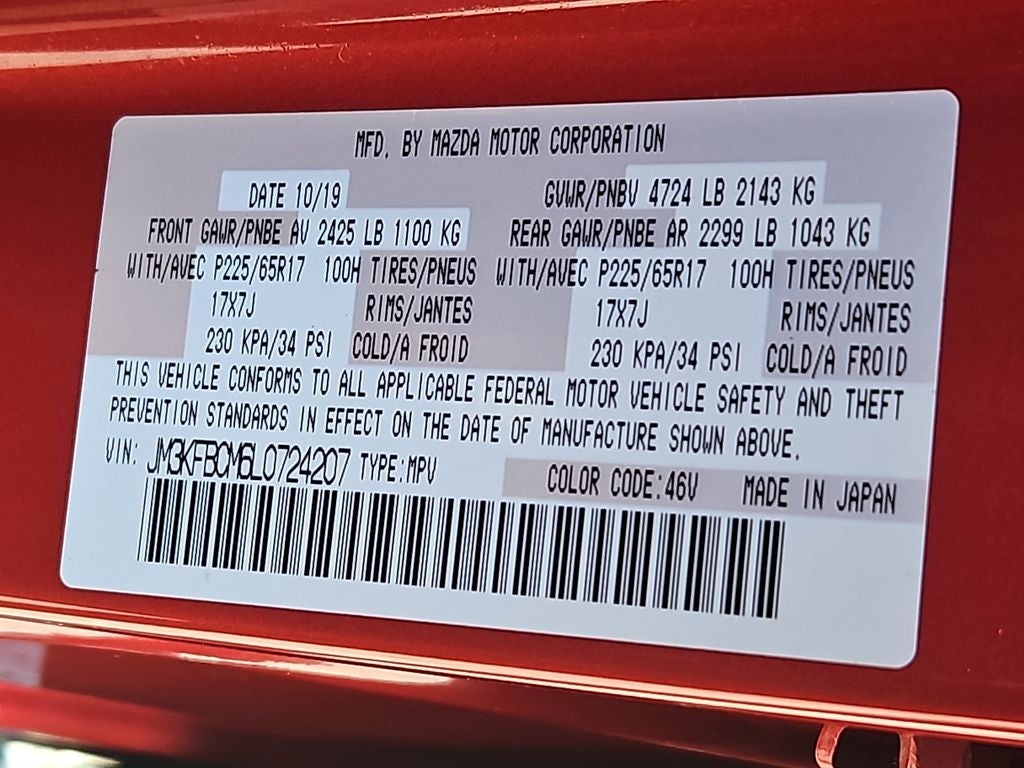 MFD. BY MAZDA MOTOR CORPORATION
DATE 10/19 GVWR/PNBV 4724 LB 2143 KG
FRONT GAWR/PNBE AV 2425 LB 1100 KG REAR GAWR/PNBE AR 2299 LB 1043 KG
WITH/AVEC P225/65R17 100H TIRES/PNEUS WITH/AVEC P225/65R17 100H TIRES/PNEUS
17X7J RIMS/JANTES 17X7J RIMS/JANTES
230 KPA/34 PSI COLD/A FROID 230 KPA/34 PSI COLD/A FROID
THIS VEHICLE CONFORMS TO ALL APPLICABLE FEDERAL MOTOR VEHICLE SAFETY AND THEFT
PREVENTION STANDARDS IN EFFECT ON THE DATE OF MANUFACTURE SHOWN ABOVE.
VIN: JM3KFBCM6L0724207 TYPE:MPV COLOR CODE:46V MADE IN JAPAN